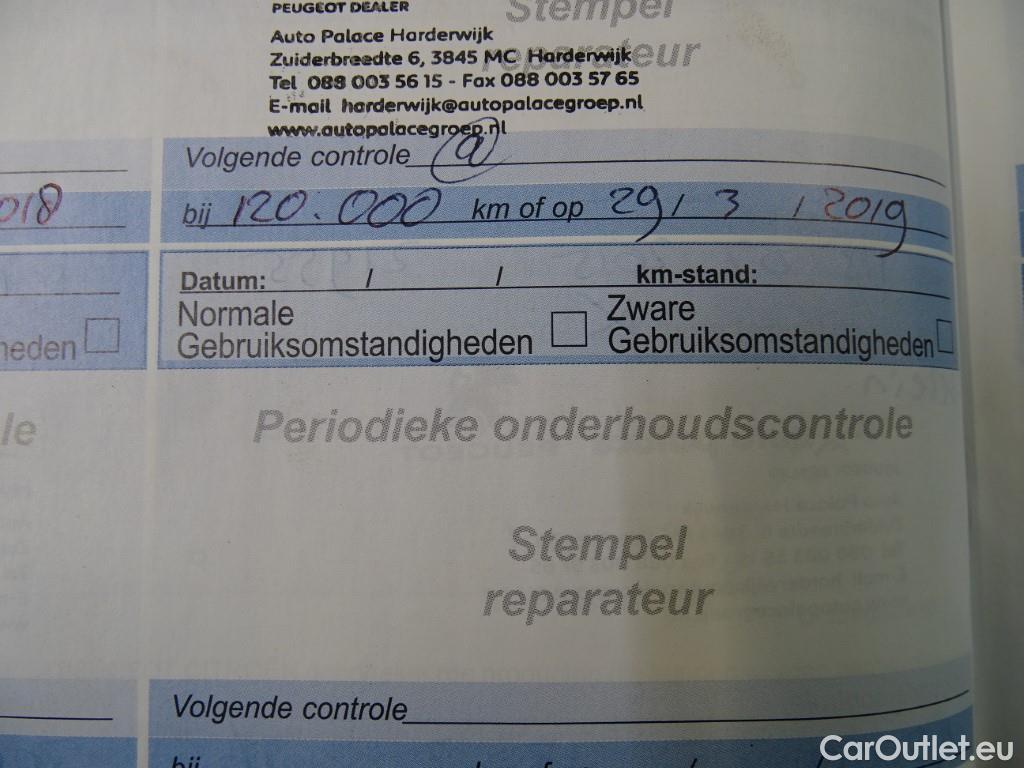 PEUGEOT DEALER
Stempel
reparateur
Auto Palace Harderwijk
Zuiderbreedte 6, 3845 MC Harderwijk
Tel 088 003 56 15 - Fax 088 003 57 65
E-mail harderwijk@autopalacegroep.nl
www.autopalacegroep.nl
Volgende controle @
018
bij 120.000 km of op 29 / 3 / 2019
Datum: / / km-stand:
Normale Gebruiksomstandigheden
Zware Gebruiksomstandigheden
heden
le
Periodieke onderhoudscontrole
Stempel
reparateur
Volgende controle
bij
CarOutlet.eu